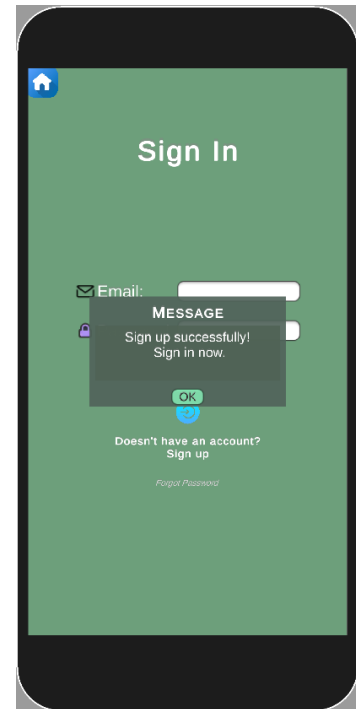 Sign In
Email:
MESSAGE
Sign up successfully!
Sign in now.
OK
Doesn't have an account?
Sign up
Forgot Password